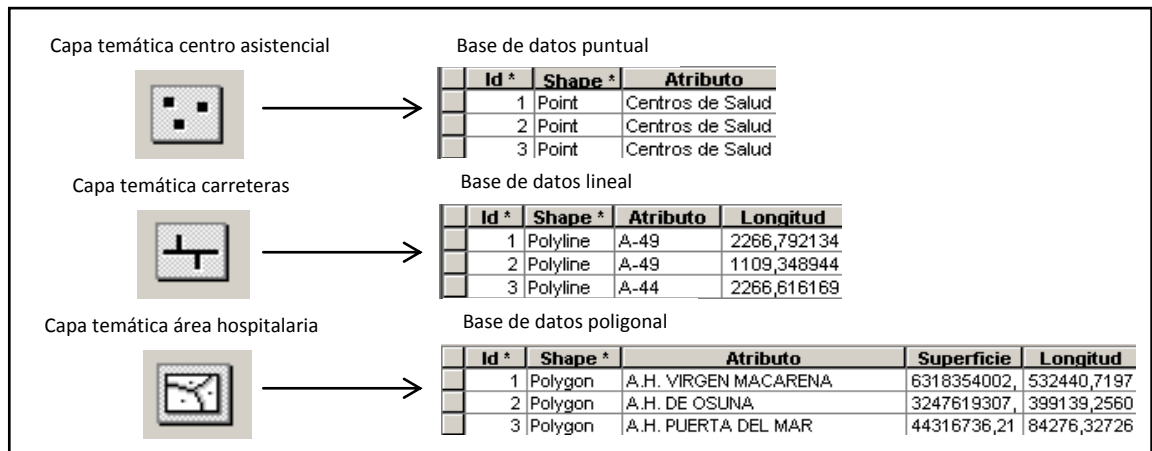 Capa temática centro asistencial
Base de datos puntual
Id * Shape * Atributo
1 Point Centros de Salud
2 Point Centros de Salud
3 Point Centros de Salud
Capa temática carreteras
Base de datos lineal
Id * Shape * Atributo Longitud
1 Polyline A-49 2266,792134
2 Polyline A-49 1109,348944
3 Polyline A-44 2266,616169
Capa temática área hospitalaria
Base de datos poligonal
Id * Shape * Atributo Superficie Longitud
1 Polygon A.H. VIRGEN MACARENA 6318354002, 532440,7197
2 Polygon A.H. DE OSUNA 3247619307, 399139,2560
3 Polygon A.H. PUERTA DEL MAR 44316736,21 84276,32726